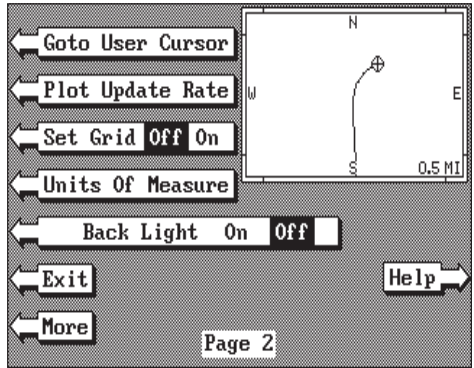 Goto User Cursor
Plot Update Rate
Set Grid Off On
Units Of Measure
Back Light On Off
Exit
More
N
W
E
S
0.5 MI
Help
Page 2